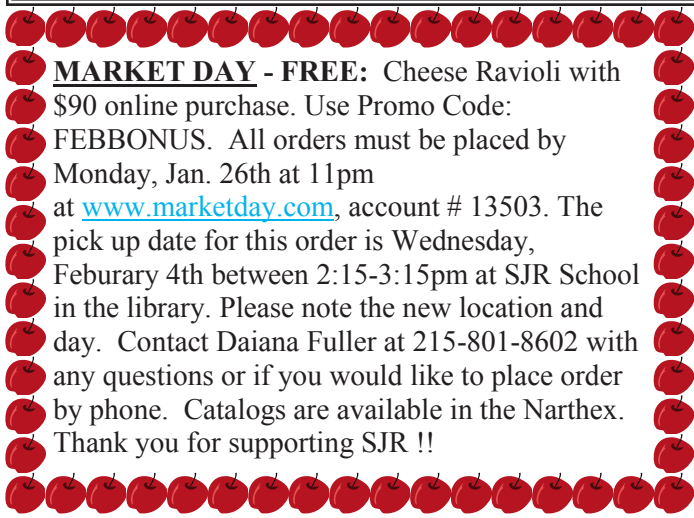 MARKET DAY - FREE: Cheese Ravioli with
$90 online purchase. Use Promo Code:
FEBBONUS. All orders must be placed by
Monday, Jan. 26th at 11pm
at www.marketday.com, account # 13503. The
pick up date for this order is Wednesday,
Feburary 4th between 2:15-3:15pm at SJR School
in the library. Please note the new location and
day. Contact Daiana Fuller at 215-801-8602 with
any questions or if you would like to place order
by phone. Catalogs are available in the Narthex.
Thank you for supporting SJR !!